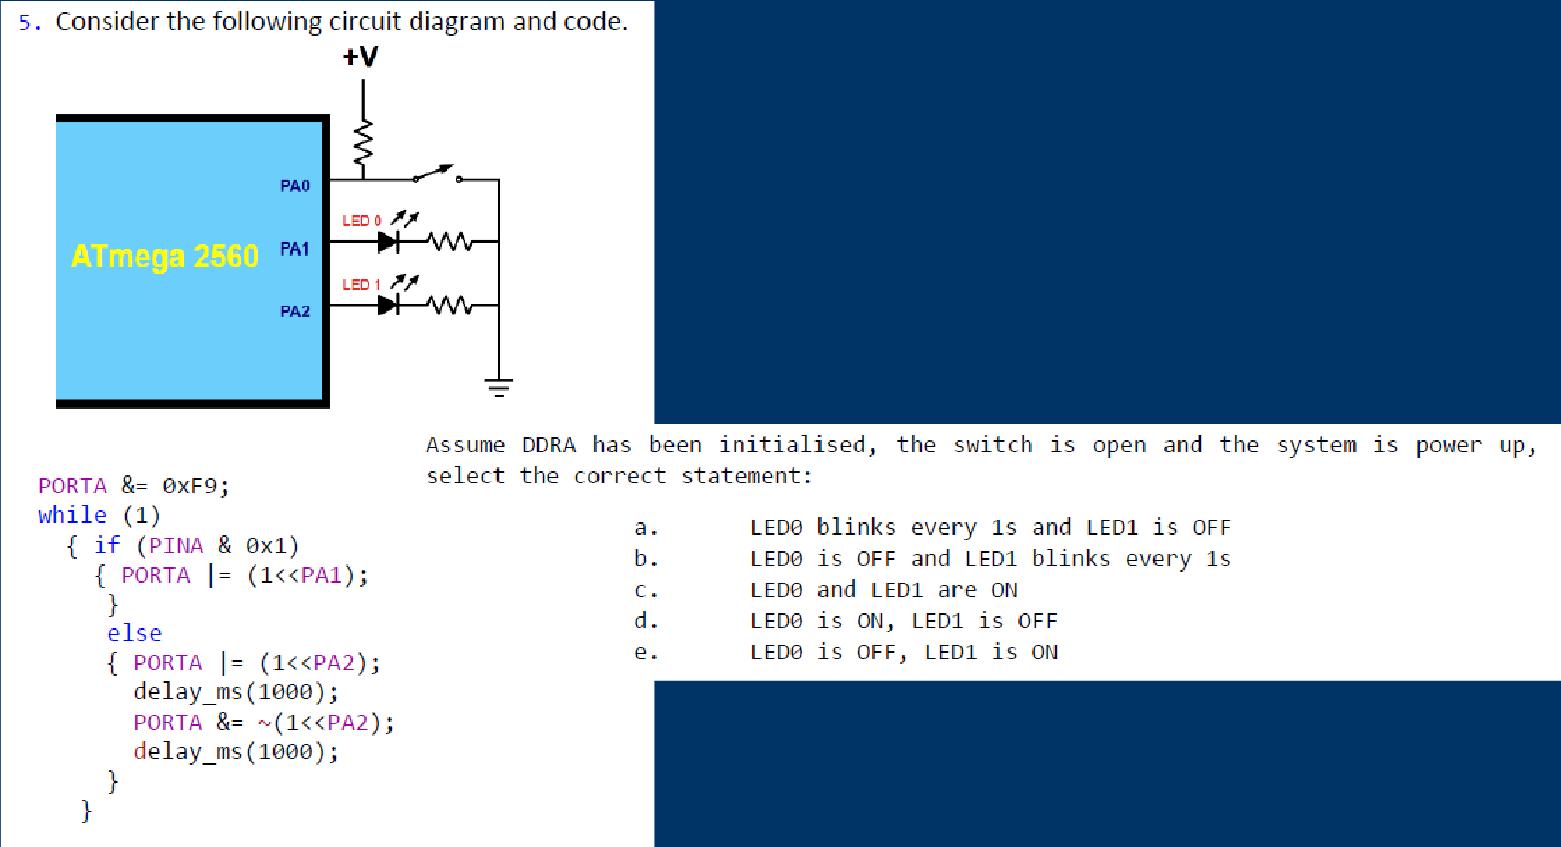 5. Consider the following circuit diagram and code.
+V
PA0
LED 0
ATmega 2560
PA1
LED 1
PA2
Assume DDRA has been initialised, the switch is open and the system is power up,
select the correct statement:
PORTA &= 0xF9;
while (1)
{ if (PINA & 0x1)
{ PORTA |= (1<<PA1);
}
else
{ PORTA |= (1<<PA2);
delay_ms(1000);
PORTA &= ~(1<<PA2);
delay_ms(1000);
}
}
a. LED0 blinks every 1s and LED1 is OFF
b. LED0 is OFF and LED1 blinks every 1s
c. LED0 and LED1 are ON
d. LED0 is ON, LED1 is OFF
e. LED0 is OFF, LED1 is ON